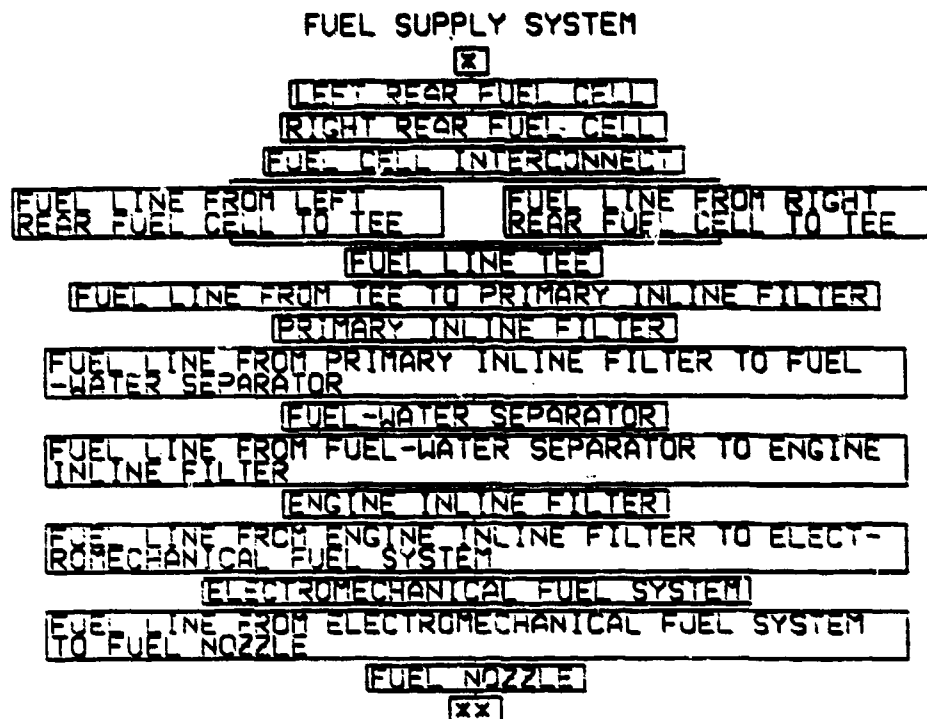 FUEL SUPPLY SYSTEM
*
LEFT REAR FUEL CELL
RIGHT REAR FUEL CELL
FUEL CELL INTERCONNECT
FUEL LINE FROM LEFT
REAR FUEL CELL TO TEE
FUEL LINE FROM RIGHT
REAR FUEL CELL TO TEE
FUEL LINE TEE
FUEL LINE FROM TEE TO PRIMARY INLINE FILTER
PRIMARY INLINE FILTER
FUEL LINE FROM PRIMARY INLINE FILTER TO FUEL
-WATER SEPARATOR
FUEL-WATER SEPARATOR
FUEL LINE FROM FUEL-WATER SEPARATOR TO ENGINE
INLINE FILTER
ENGINE INLINE FILTER
FUEL LINE FROM ENGINE INLINE FILTER TO ELECT-
ROMECHANICAL FUEL SYSTEM
ELECTROMECHANICAL FUEL SYSTEM
FUEL LINE FROM ELECTROMECHANICAL FUEL SYSTEM
TO FUEL NOZZLE
FUEL NOZZLE
**